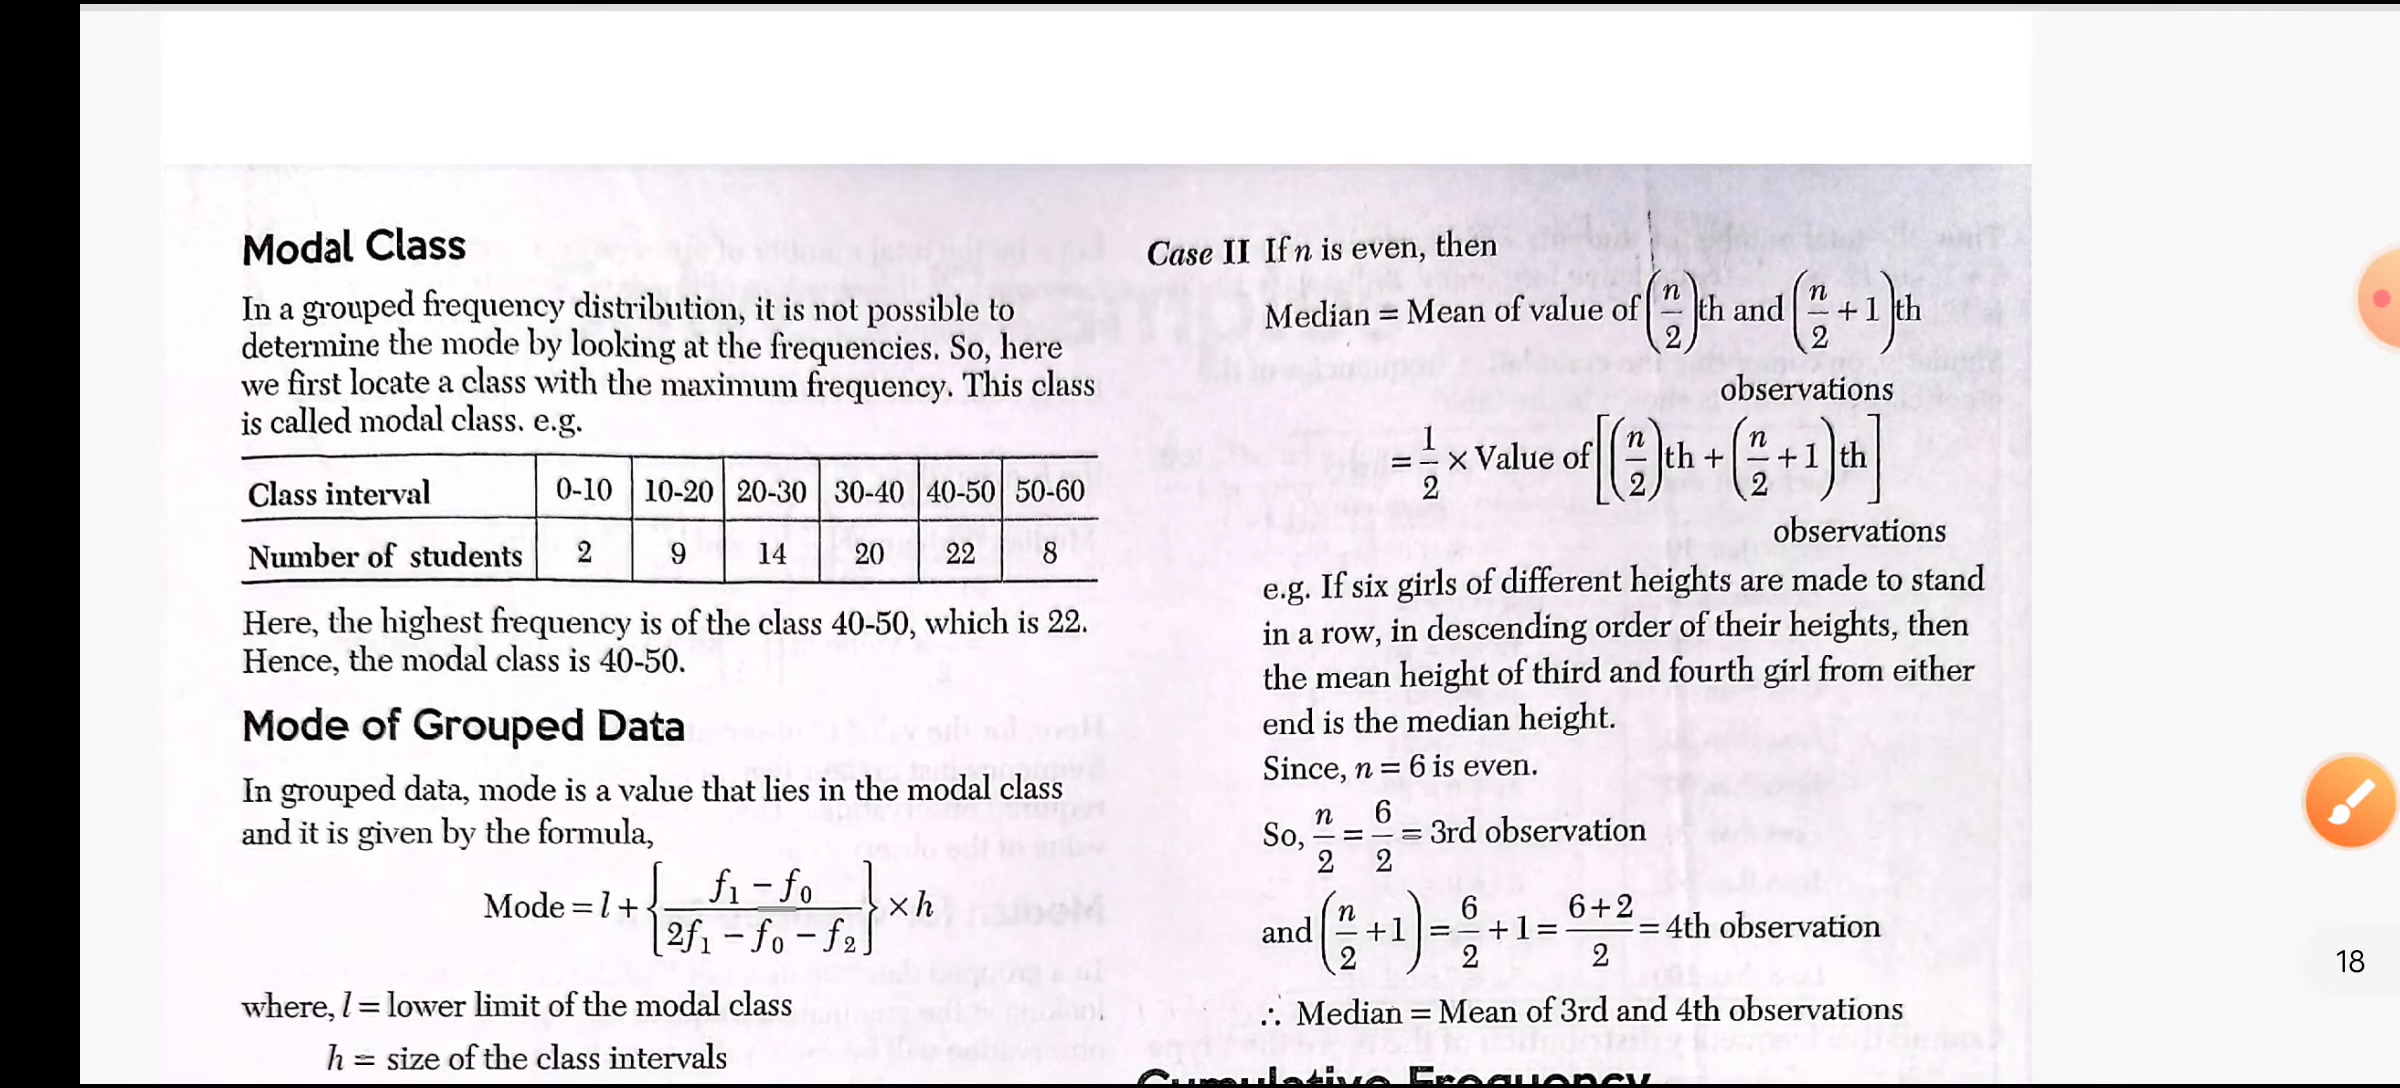 Modal Class
In a grouped frequency distribution, it is not possible to
determine the mode by looking at the frequencies. So, here
we first locate a class with the maximum frequency. This class
is called modal class. e.g.
Class interval 0-10 10-20 20-30 30-40 40-50 50-60
Number of students 2 9 14 20 22 8
Here, the highest frequency is of the class 40-50, which is 22.
Hence, the modal class is 40-50.
Mode of Grouped Data
In grouped data, mode is a value that lies in the modal class
and it is given by the formula,
Mode = l + {(f₁ − f₀)/(2f₁ − f₀ − f₂)} × h
where, l = lower limit of the modal class
h = size of the class intervals
Case II If n is even, then
Median = Mean of value of (n/2)th and (n/2 + 1)th
observations
= 1/2 × Value of [(n/2)th + (n/2 + 1)th]
observations
e.g. If six girls of different heights are made to stand
in a row, in descending order of their heights, then
the mean height of third and fourth girl from either
end is the median height.
Since, n = 6 is even.
So, n/2 = 6/2 = 3rd observation
and (n/2 + 1) = 6/2 + 1 = (6+2)/2 = 4th observation
∴ Median = Mean of 3rd and 4th observations
Cumulative Frequency
18